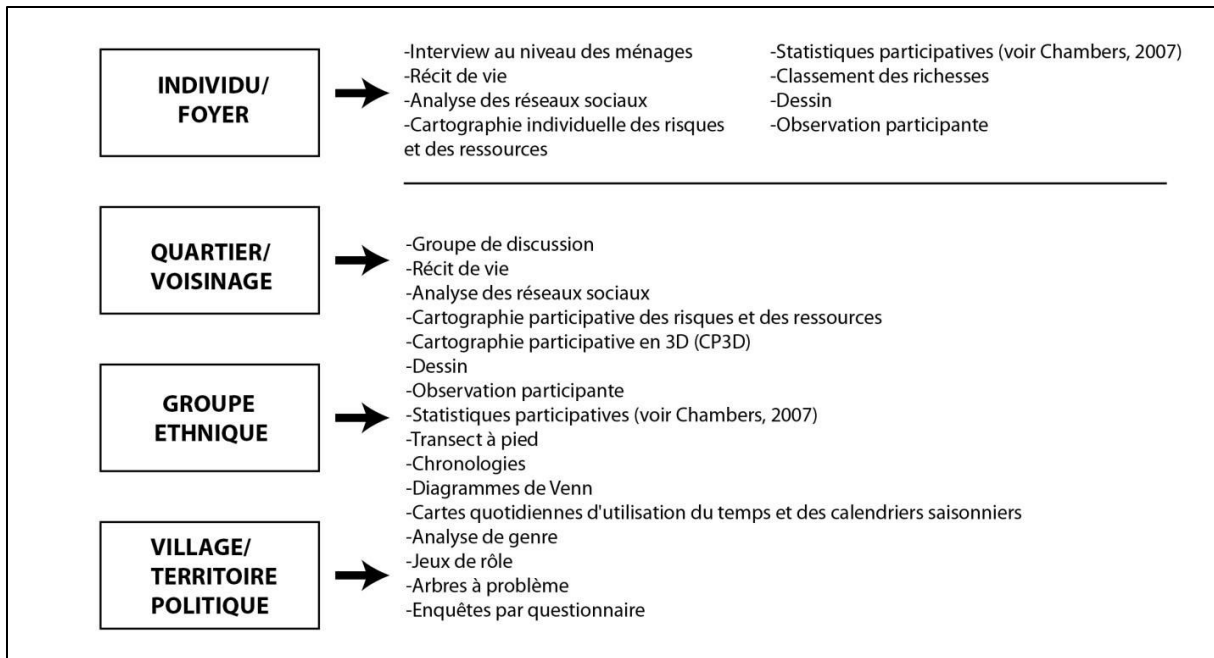 INDIVIDU/
FOYER
-Interview au niveau des ménages
-Récit de vie
-Analyse des réseaux sociaux
-Cartographie individuelle des risques
et des ressources
-Statistiques participatives (voir Chambers, 2007)
-Classement des richesses
-Dessin
-Observation participante
QUARTIER/
VOISINAGE
GROUPE
ETHNIQUE
VILLAGE/
TERRITOIRE
POLITIQUE
-Groupe de discussion
-Récit de vie
-Analyse des réseaux sociaux
-Cartographie participative des risques et des ressources
-Cartographie participative en 3D (CP3D)
-Dessin
-Observation participante
-Statistiques participatives (voir Chambers, 2007)
-Transect à pied
-Chronologies
-Diagrammes de Venn
-Cartes quotidiennes d'utilisation du temps et des calendriers saisonniers
-Analyse de genre
-Jeux de rôle
-Arbres à problème
-Enquêtes par questionnaire